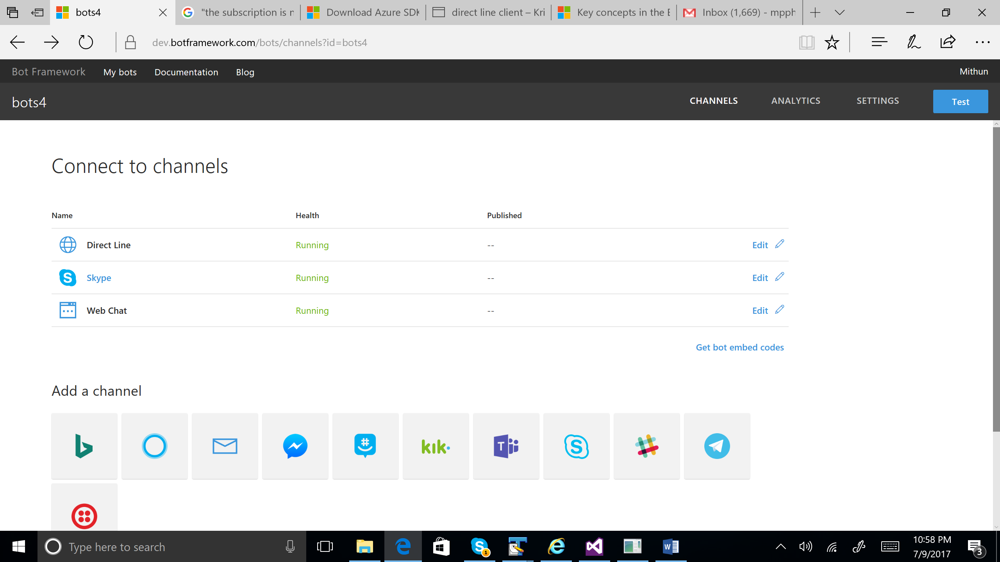 bots4
"the subscription is n
Download Azure SDK
direct line client – Kri
Key concepts in the B
Inbox (1,669) - mpph
dev.botframework.com/bots/channels?id=bots4
Bot Framework
My bots
Documentation
Blog
Mithun
bots4
CHANNELS
ANALYTICS
SETTINGS
Test
Connect to channels
Name Health Published
Direct Line Running -- Edit
Skype Running -- Edit
Web Chat Running -- Edit
Get bot embed codes
Add a channel
kik.
Type here to search
1
10:58 PM
7/9/2017
3